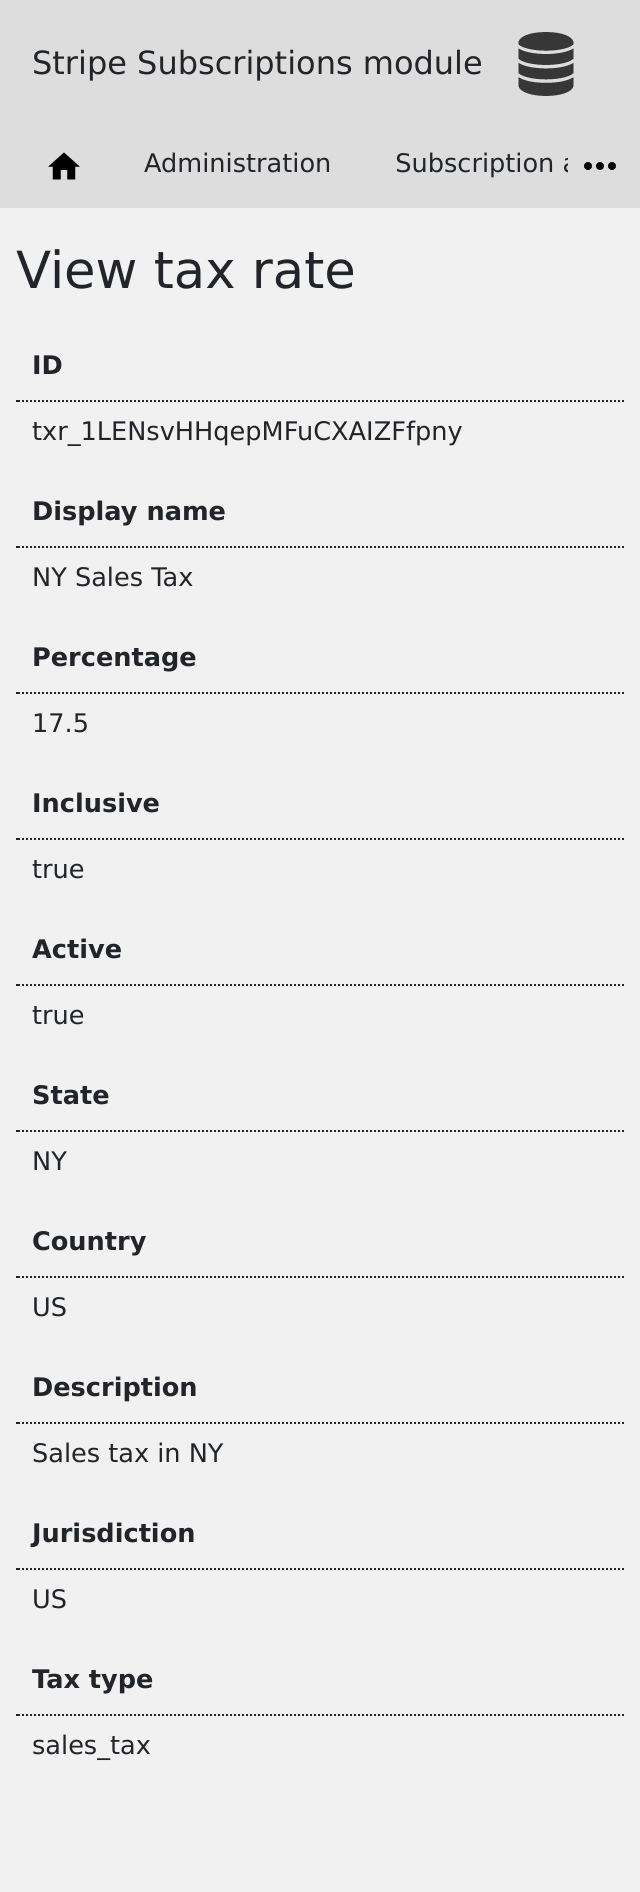 Stripe Subscriptions module
Administration
Subscription
View tax rate
ID
txr_1LENsvHHqepMFuCXAIZFfpny
Display name
NY Sales Tax
Percentage
17.5
Inclusive
true
Active
true
State
NY
Country
US
Description
Sales tax in NY
Jurisdiction
US
Tax type
sales_tax